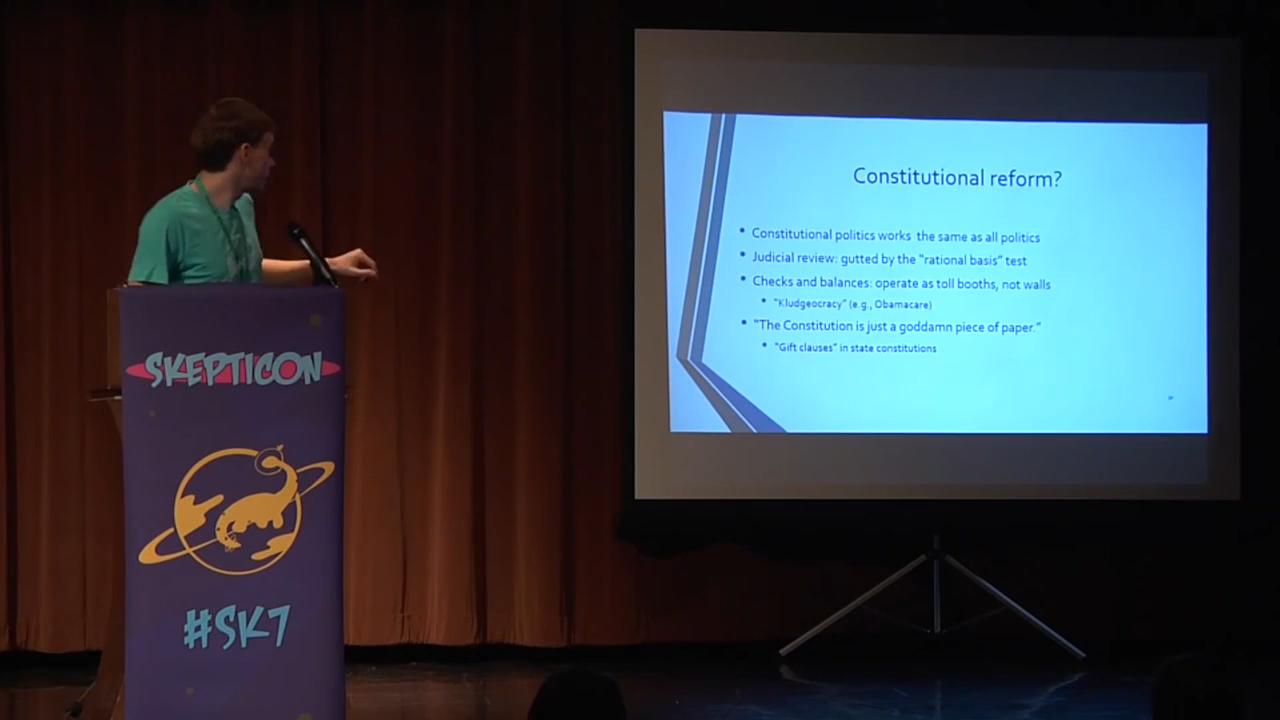 SKEPTICON
#SK7
Constitutional reform?
• Constitutional politics works the same as all politics
• Judicial review: gutted by the "rational basis" test
• Checks and balances: operate as toll booths, not walls
• "Kludgeocracy" (e.g., Obamacare)
• "The Constitution is just a goddamn piece of paper."
• "Gift clauses" in state constitutions